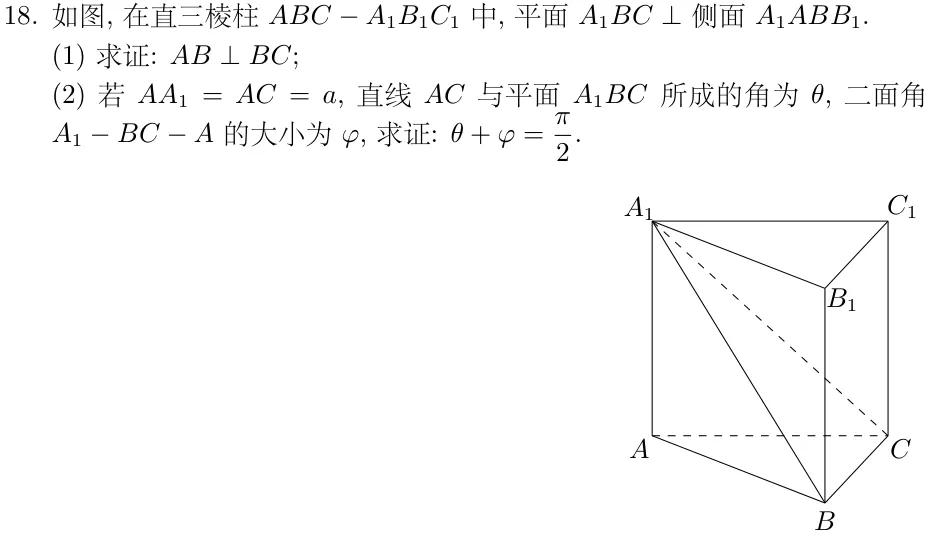 18. 如图, 在直三棱柱 ABC − A₁B₁C₁ 中, 平面 A₁BC ⊥ 侧面 A₁ABB₁.
(1) 求证: AB ⊥ BC;
(2) 若 AA₁ = AC = a, 直线 AC 与平面 A₁BC 所成的角为 θ, 二面角
A₁ − BC − A 的大小为 φ, 求证: θ + φ = π/2.
A₁
C₁
B₁
A
C
B